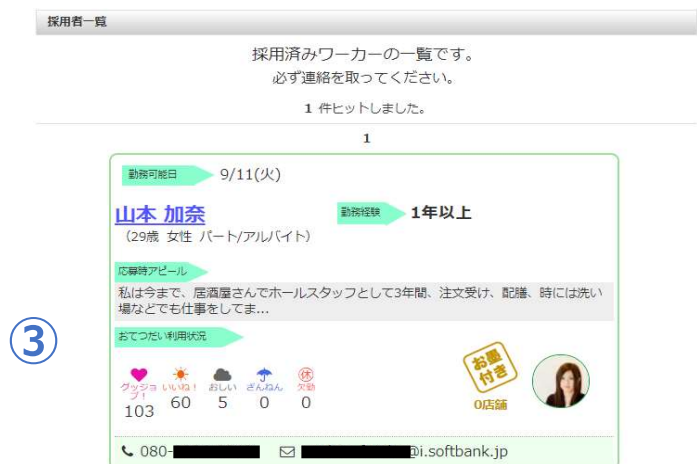 採用者一覧
採用済みワーカーの一覧です。
必ず連絡を取ってください。
1 件ヒットしました。
1
勤務可能日 9/11(火)
山本 加奈 勤務経験 1年以上
(29歳 女性 パート/アルバイト)
応募時アピール
私は今まで、居酒屋さんでホールスタッフとして3年間、注文受け、配膳、時には洗い
場などでも仕事をしてま...
③
おてつだい利用状況
グッジョブ! いいね! おしい ざんねん 休 欠勤
103 60 5 0 0
お墨付き
0店舗
080- @i.softbank.jp